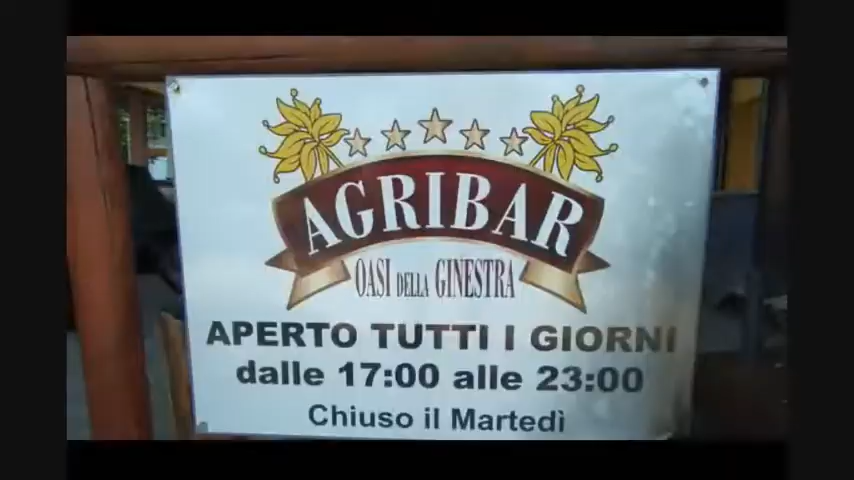 AGRIBAR
OASI DELLA GINESTRA
APERTO TUTTI I GIORNI
dalle 17:00 alle 23:00
Chiuso il Martedì